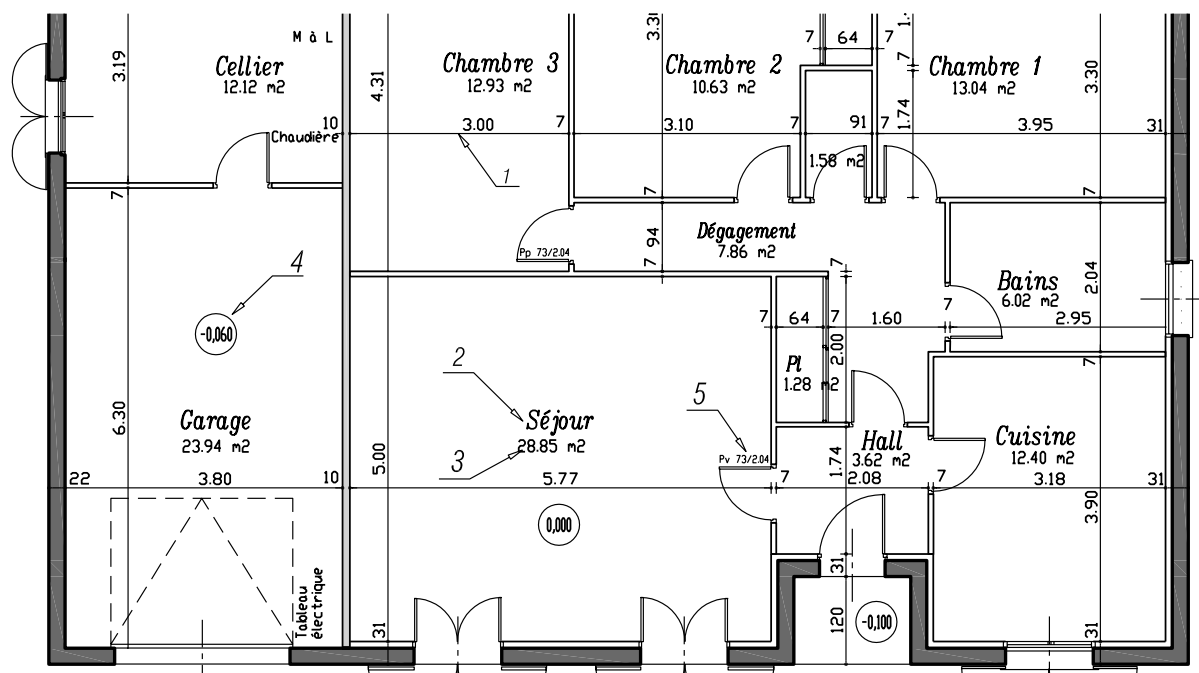 M à L
3.19
Cellier
12.12 m2
4.31
Chambre 3
12.93 m2
3.31
Chambre 2
10.63 m2
7 64 7
7
Chambre 1
13.04 m2
3.30
1.74
Chaudière
10 3.00 7 3.10 7 91 7 3.95 31
1.58 m2
1
7
7
7
94
Dégagement
7.86 m2
Pp 73/2.04
7
7
4
-0,060
Bains
6.02 m2
2.04
7 64 7 1.60 7 2.95
2.00
2
Pl
1.28 m2
7
6.30
Garage
23.94 m2
Séjour
28.85 m2
5
Hall
3.62 m2
Cuisine
12.40 m2
3
5.00
Pv 73/2.04
1.74
22 3.80 10 5.77 7 2.08 7 3.18 31
3.90
0,000
31
Tableau
électrique
31
120
-0,100
31